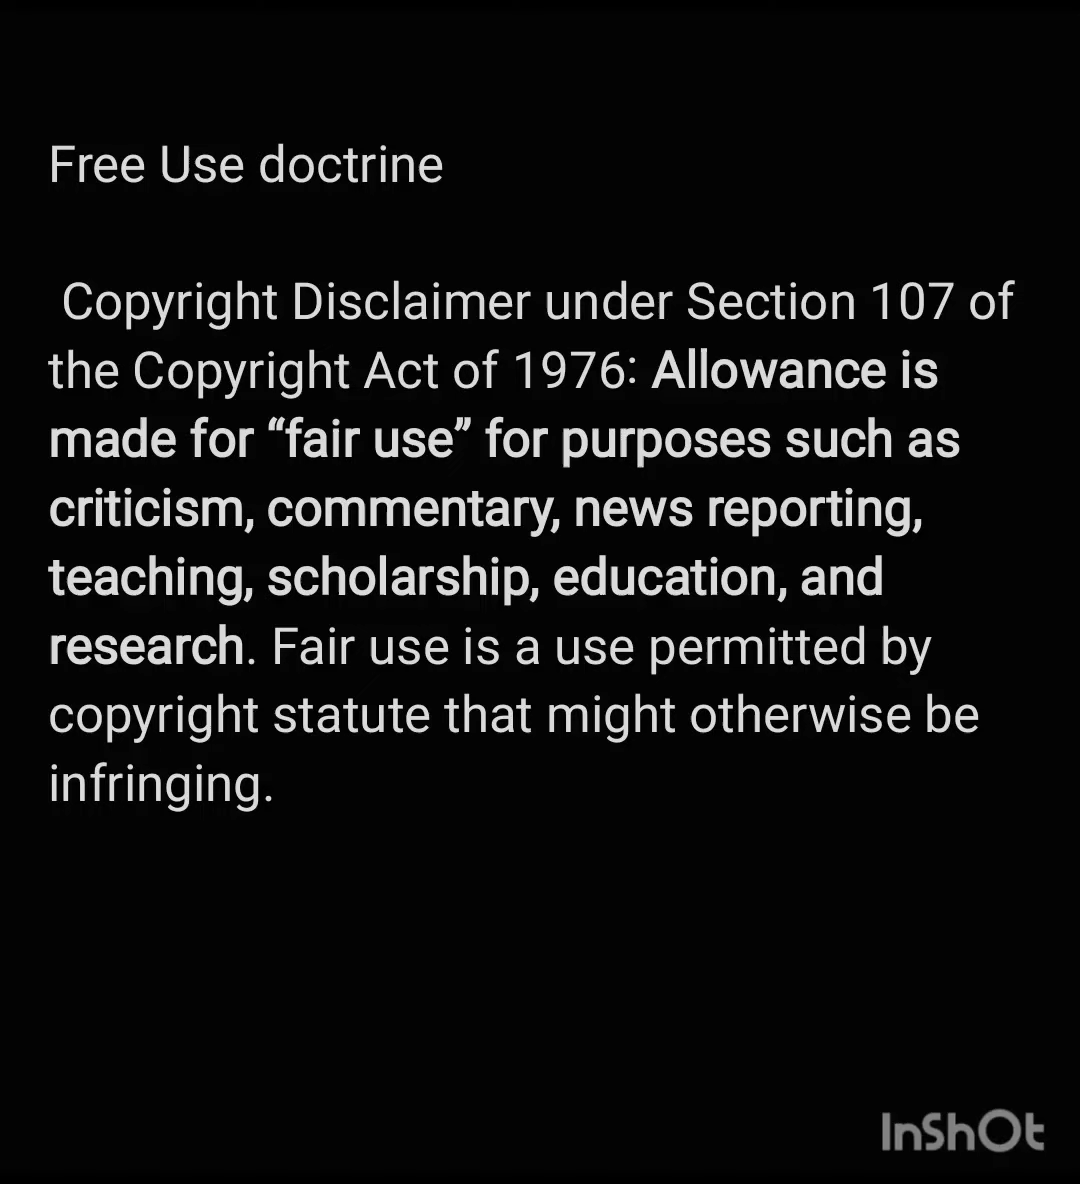 Free Use doctrine
Copyright Disclaimer under Section 107 of
the Copyright Act of 1976: Allowance is
made for “fair use” for purposes such as
criticism, commentary, news reporting,
teaching, scholarship, education, and
research. Fair use is a use permitted by
copyright statute that might otherwise be
infringing.
InShOt